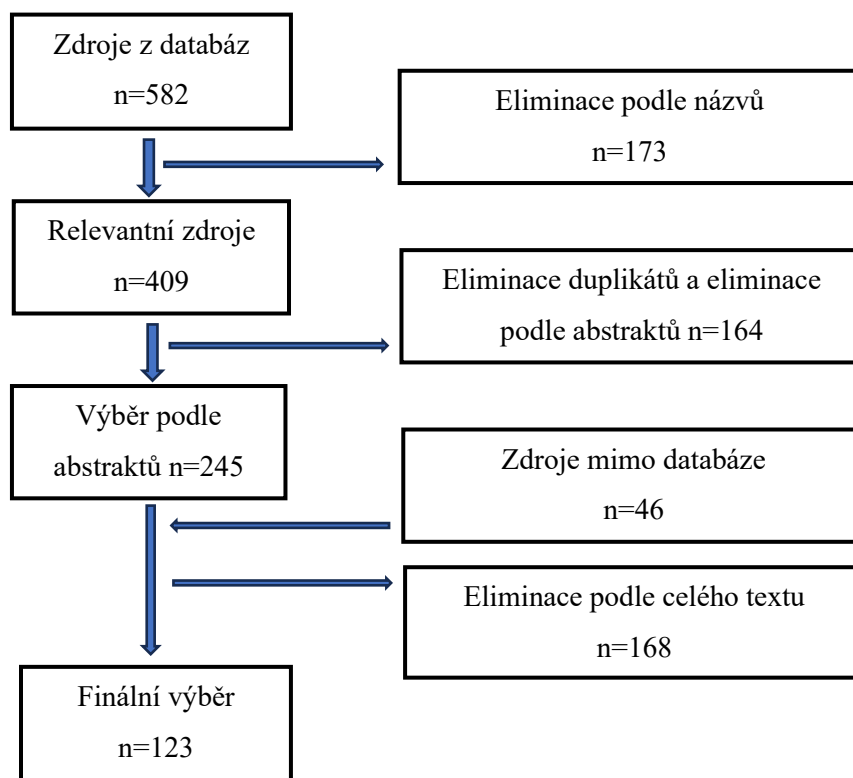 Zdroje z databáz
n=582
Eliminace podle názvů
n=173
Relevantní zdroje
n=409
Eliminace duplikátů a eliminace
podle abstraktů n=164
Výběr podle
abstraktů n=245
Zdroje mimo databáze
n=46
Eliminace podle celého textu
n=168
Finální výběr
n=123